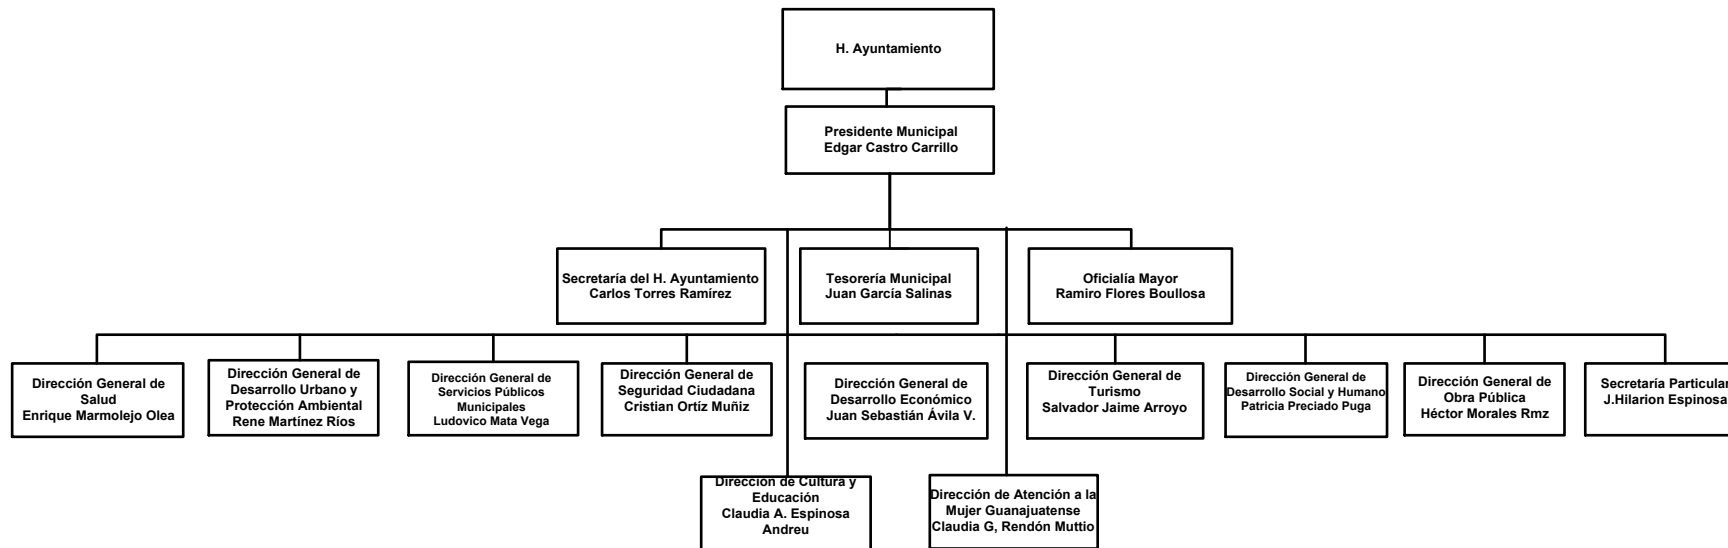 H. Ayuntamiento
Presidente Municipal
Edgar Castro Carrillo
Secretaría del H. Ayuntamiento
Carlos Torres Ramírez
Tesorería Municipal
Juan García Salinas
Oficialía Mayor
Ramiro Flores Boullosa
Dirección General de
Salud
Enrique Marmolejo Olea
Dirección General de
Desarrollo Urbano y
Protección Ambiental
Rene Martínez Ríos
Dirección General de
Servicios Públicos
Municipales
Ludovico Mata Vega
Dirección General de
Seguridad Ciudadana
Cristian Ortíz Muñiz
Dirección General de
Desarrollo Económico
Juan Sebastián Ávila V.
Dirección General de
Turismo
Salvador Jaime Arroyo
Dirección General de
Desarrollo Social y Humano
Patricia Preciado Puga
Dirección General de
Obra Pública
Héctor Morales Rmz
Secretaría Particular
J.Hilarion Espinosa
Dirección de Cultura y
Educación
Claudia A. Espinosa
Andreu
Dirección de Atención a la
Mujer Guanajuatense
Claudia G, Rendón Muttio